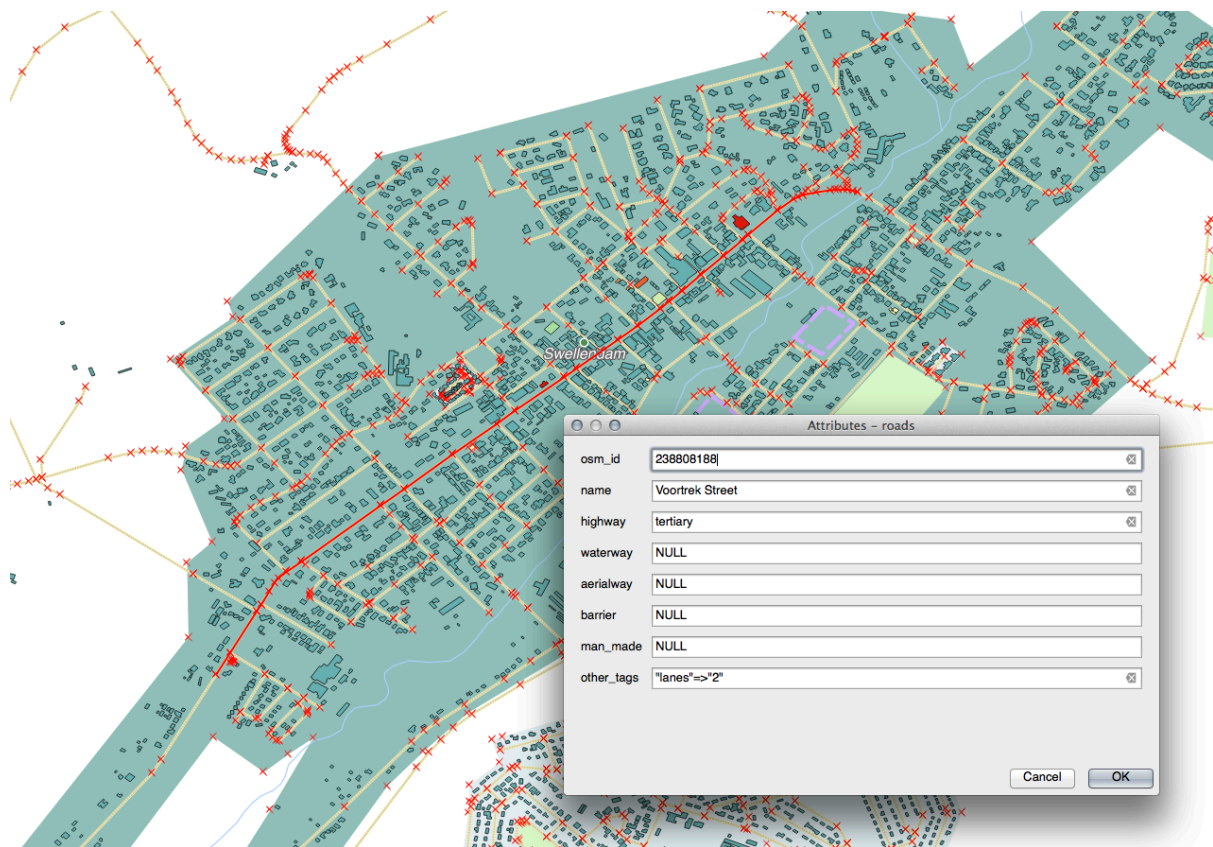 Swellendam
Attributes – roads
osm_id 238808188
name Voortrek Street
highway tertiary
waterway NULL
aerialway NULL
barrier NULL
man_made NULL
other_tags "lanes"=>"2"
Cancel OK